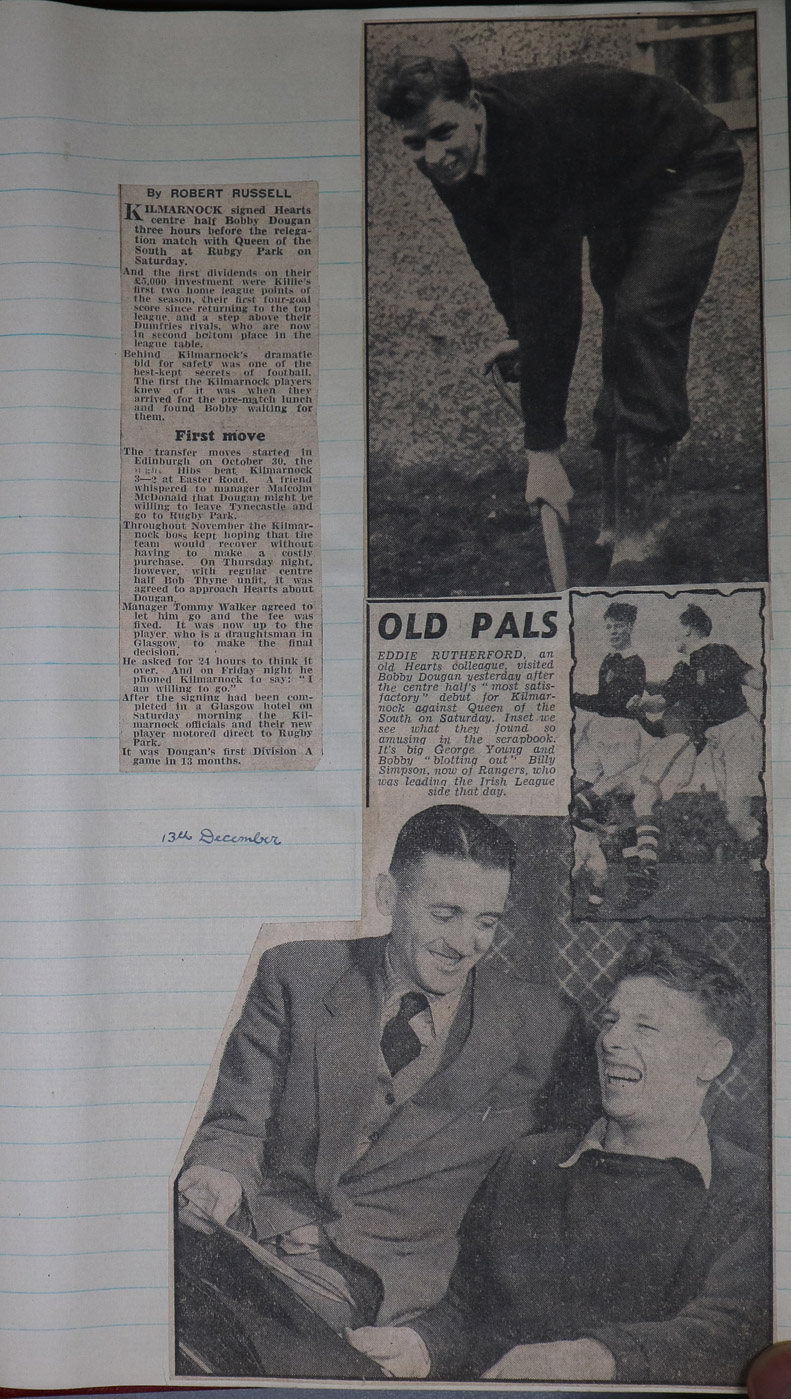 By ROBERT RUSSELL
KILMARNOCK signed Hearts
centre half Bobby Dougan
three hours before the relega-
tion match with Queen of the
South at Rubgy Park on
Saturday.
And the first dividends on their
£5,000 investment were Killie's
first two home league points of
the season, their first four-goal
score since returning to the top
league, and a step above their
Dumfries rivals, who are now
in second bottom place in the
league table.
Behind Kilmarnock's dramatic
bid for safety was one of the
best-kept secrets of football.
The first the Kilmarnock players
knew of it was when they
arrived for the pre-match lunch
and found Bobby waiting for
them.
First move
The transfer moves started in
Edinburgh on October 30, the
Hibs beat Kilmarnock
3—2 at Easter Road. A friend
whispered to manager Malcolm
McDonald that Dougan might be
willing to leave Tynecastle and
go to Rugby Park.
Throughout November the Kilmar-
nock boss kept hoping that the
team would recover without
having to make a costly
purchase. On Thursday night,
however, with regular centre
half Bob Thyne unfit, it was
agreed to approach Hearts about
Dougan.
Manager Tommy Walker agreed to
let him go and the fee was
fixed. It was now up to the
player, who is a draughtsman in
Glasgow, to make the final
decision.
He asked for 24 hours to think it
over. And on Friday night he
phoned Kilmarnock to say: "I
am willing to go."
After the signing had been com-
pleted in a Glasgow hotel on
Saturday morning the Kil-
marnock officials and their new
player motored direct to Rugby
Park.
It was Dougan's first Division A
game in 13 months.
13th December
OLD PALS
EDDIE RUTHERFORD, an
old Hearts colleague, visited
Bobby Dougan yesterday after
the centre half's "most satis-
factory" debut for Kilmar-
nock against Queen of the
South on Saturday. Inset we
see what they found so
amusing in the scrapbook.
It's big George Young and
Bobby "blotting out" Billy
Simpson, now of Rangers, who
was leading the Irish League
side that day.